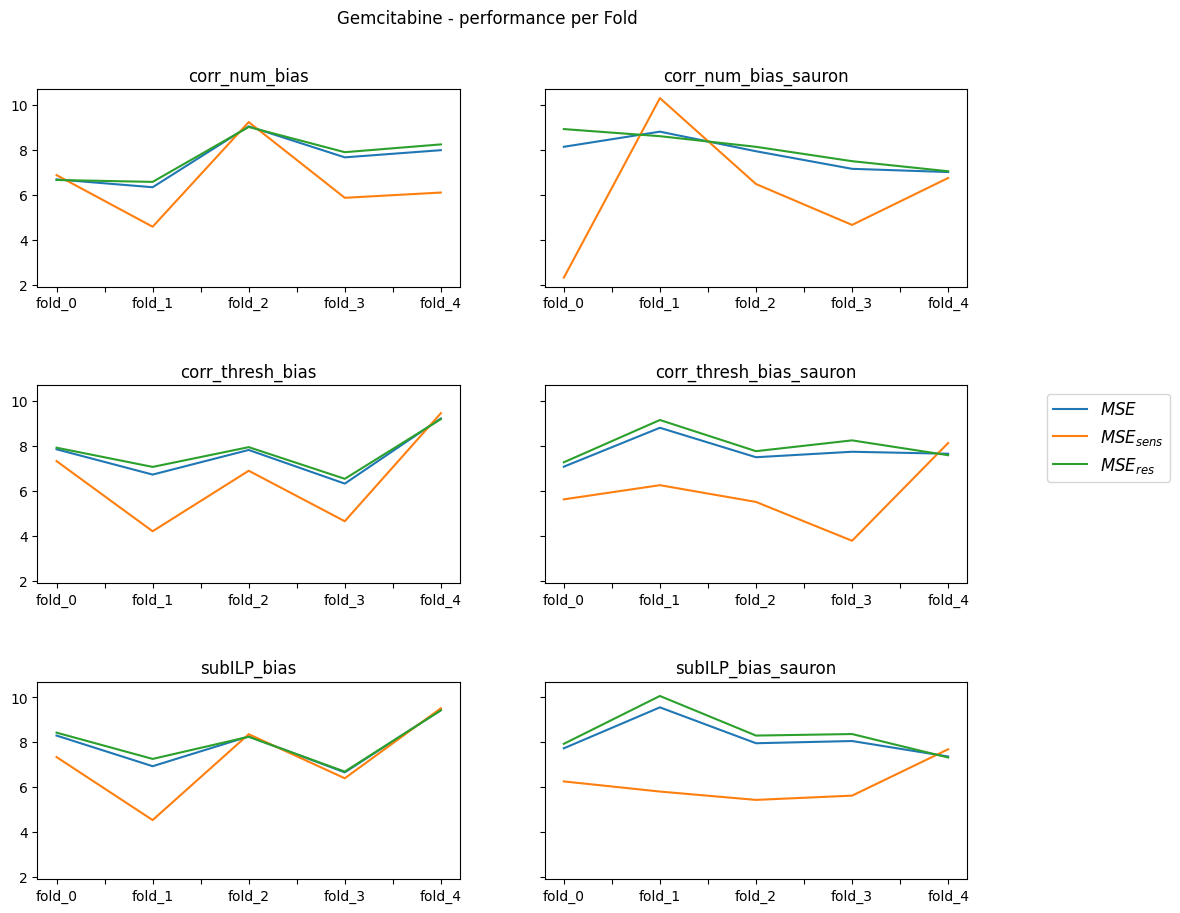 Gemcitabine - performance per Fold
corr_num_bias
10
8
6
4
2
fold_0 fold_1 fold_2 fold_3 fold_4
corr_num_bias_sauron
fold_0 fold_1 fold_2 fold_3 fold_4
corr_thresh_bias
10
8
6
4
2
fold_0 fold_1 fold_2 fold_3 fold_4
corr_thresh_bias_sauron
fold_0 fold_1 fold_2 fold_3 fold_4
MSE
MSE_sens
MSE_res
subILP_bias
10
8
6
4
2
fold_0 fold_1 fold_2 fold_3 fold_4
subILP_bias_sauron
fold_0 fold_1 fold_2 fold_3 fold_4